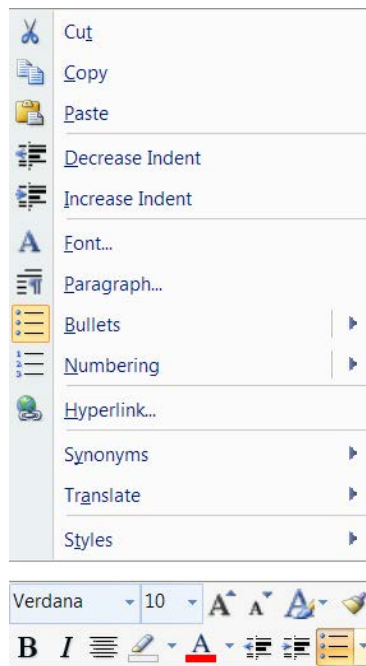 Cut
Copy
Paste
Decrease Indent
Increase Indent
Font...
Paragraph...
Bullets
Numbering
Hyperlink...
Synonyms
Translate
Styles
Verdana 10 A A A
B I A